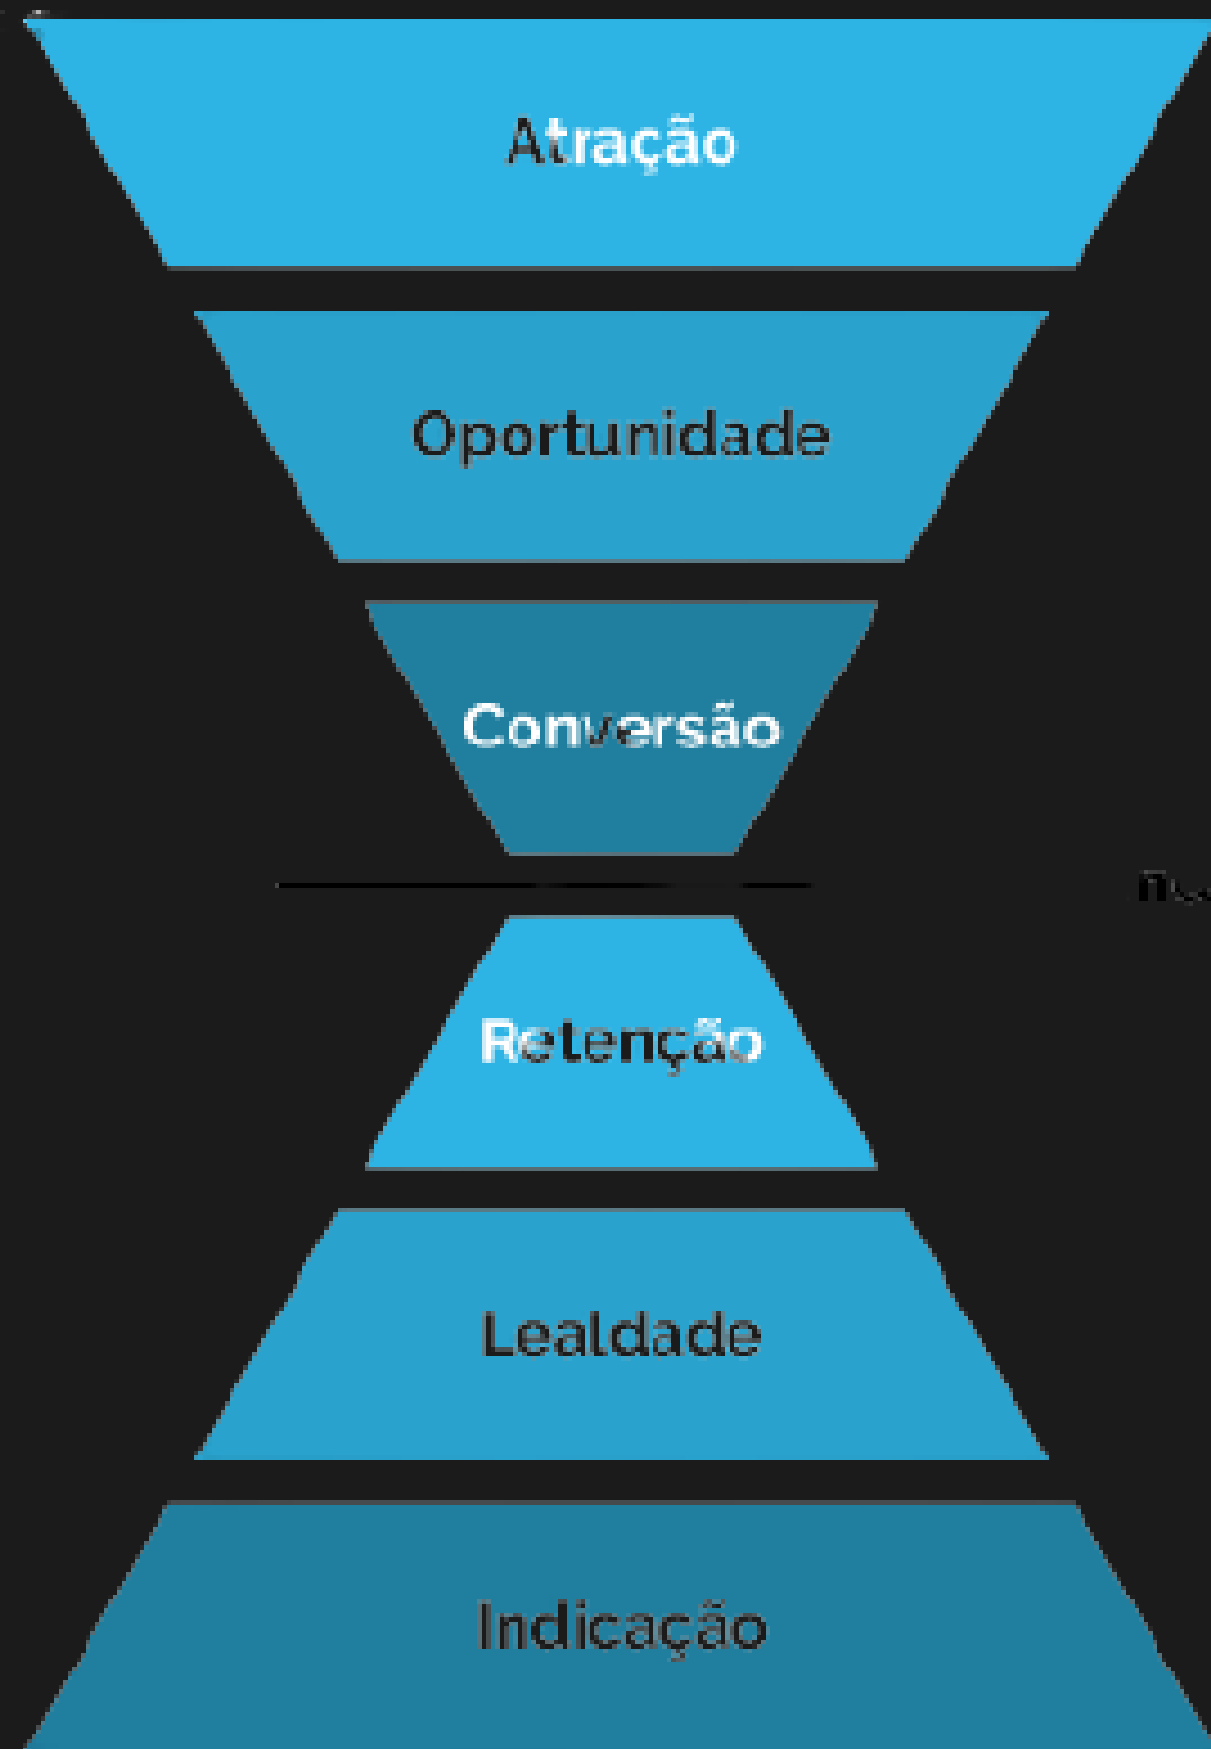 Atração
Oportunidade
Conversão
Retenção
Lealdade
Indicação